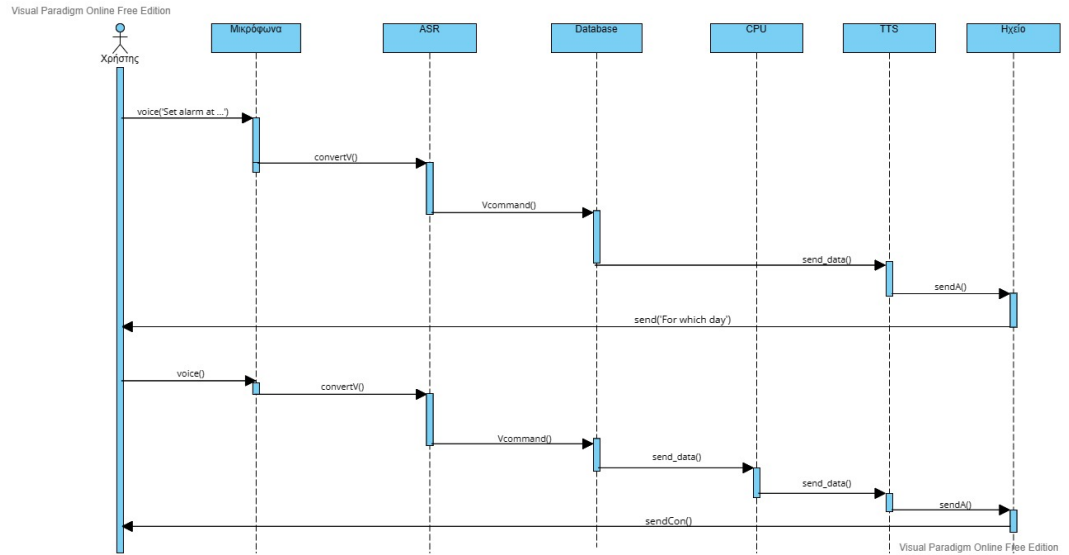 Visual Paradigm Online Free Edition
Χρήστης
Μικρόφωνα
ASR
Database
CPU
TTS
Ηχείο
voice('Set alarm at ...')
convertV()
Vcommand()
send_data()
sendA()
send('For which day')
voice()
convertV()
Vcommand()
send_data()
send_data()
sendA()
sendCon()
Visual Paradigm Online Free Edition